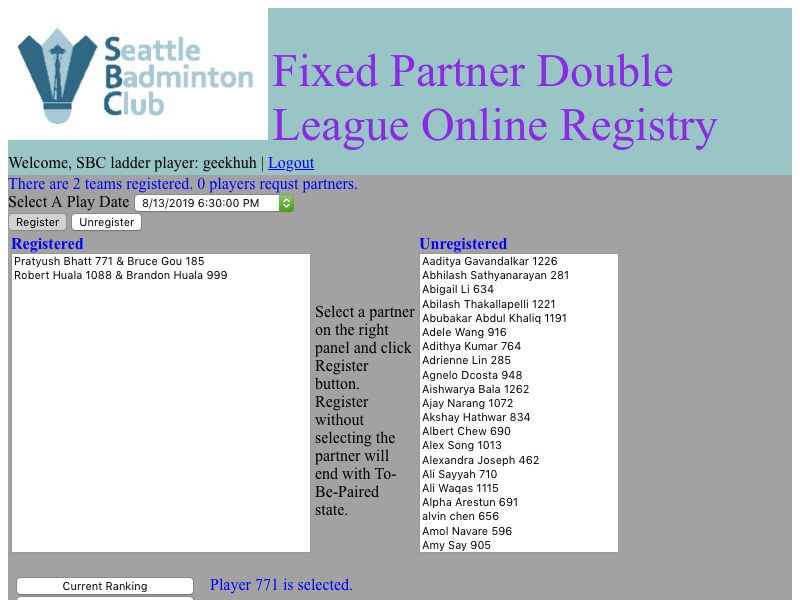 Seattle
Badminton
Club
Fixed Partner Double
League Online Registry
Welcome, SBC ladder player: geekhuh | Logout
There are 2 teams registered. 0 players requst partners.
Select A Play Date 8/13/2019 6:30:00 PM
Register Unregister
Registered
Pratyush Bhatt 771 & Bruce Gou 185
Robert Huala 1088 & Brandon Huala 999
Select a partner
on the right
panel and click
Register
button.
Register
without
selecting the
partner will
end with To-
Be-Paired
state.
Unregistered
Aaditya Gavandalkar 1226
Abhilash Sathyanarayan 281
Abigail Li 634
Abilash Thakallapelli 1221
Abubakar Abdul Khaliq 1191
Adele Wang 916
Adithya Kumar 764
Adrienne Lin 285
Agnelo Dcosta 948
Aishwarya Bala 1262
Ajay Narang 1072
Akshay Hathwar 834
Albert Chew 690
Alex Song 1013
Alexandra Joseph 462
Ali Sayyah 710
Ali Waqas 1115
Alpha Arestun 691
alvin chen 656
Amol Navare 596
Amy Say 905
Current Ranking
Player 771 is selected.